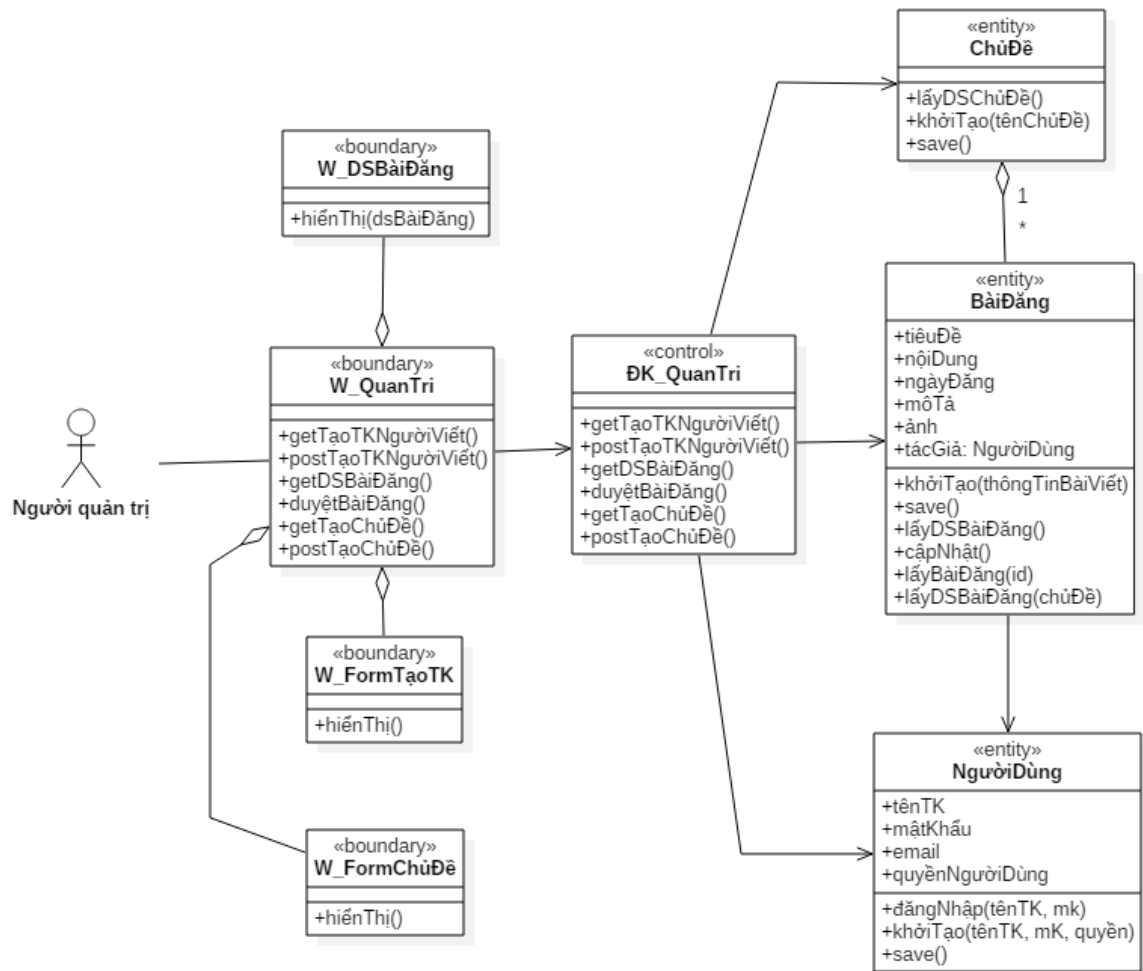 «entity»
ChủĐề
+lấyDSChủĐề()
+khởiTạo(tênChủĐề)
+save()
1
*
«boundary»
W_DSBàiĐăng
+hiểnThị(dsBàiĐăng)
«boundary»
W_QuanTri
+getTạoTKNgườiViết()
+postTạoTKNgườiViết()
+getDSBàiĐăng()
+duyệtBàiĐăng()
+getTạoChủĐề()
+postTạoChủĐề()
«control»
ĐK_QuanTri
+getTạoTKNgườiViết()
+postTạoTKNgườiViết()
+getDSBàiĐăng()
+duyệtBàiĐăng()
+getTạoChủĐề()
+postTạoChủĐề()
«entity»
BàiĐăng
+tiêuĐề
+nộiDung
+ngàyĐăng
+môTả
+ảnh
+tácGiả: NgườiDùng
+khởiTạo(thôngTinBàiViết)
+save()
+lấyDSBàiĐăng()
+cậpNhật()
+lấyBàiĐăng(id)
+lấyDSBàiĐăng(chủĐề)
Người quản trị
«boundary»
W_FormTạoTK
+hiểnThị()
«boundary»
W_FormChủĐề
+hiểnThị()
«entity»
NgườiDùng
+tênTK
+mậtKhẩu
+email
+quyềnNgườiDùng
+đăngNhập(tênTK, mk)
+khởiTạo(tênTK, mK, quyền)
+save()